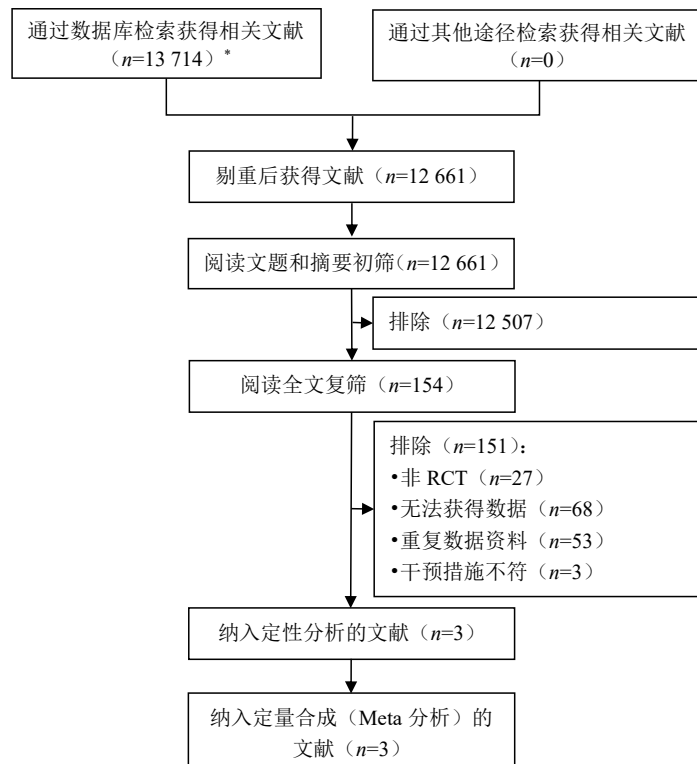 通过数据库检索获得相关文献
（n=13 714）*
通过其他途径检索获得相关文献
（n=0）
剔重后获得文献（n=12 661）
阅读文题和摘要初筛（n=12 661）
排除（n=12 507）
阅读全文复筛（n=154）
排除（n=151）：
•非 RCT（n=27）
•无法获得数据（n=68）
•重复数据资料（n=53）
•干预措施不符（n=3）
纳入定性分析的文献（n=3）
纳入定量合成（Meta 分析）的
文献（n=3）